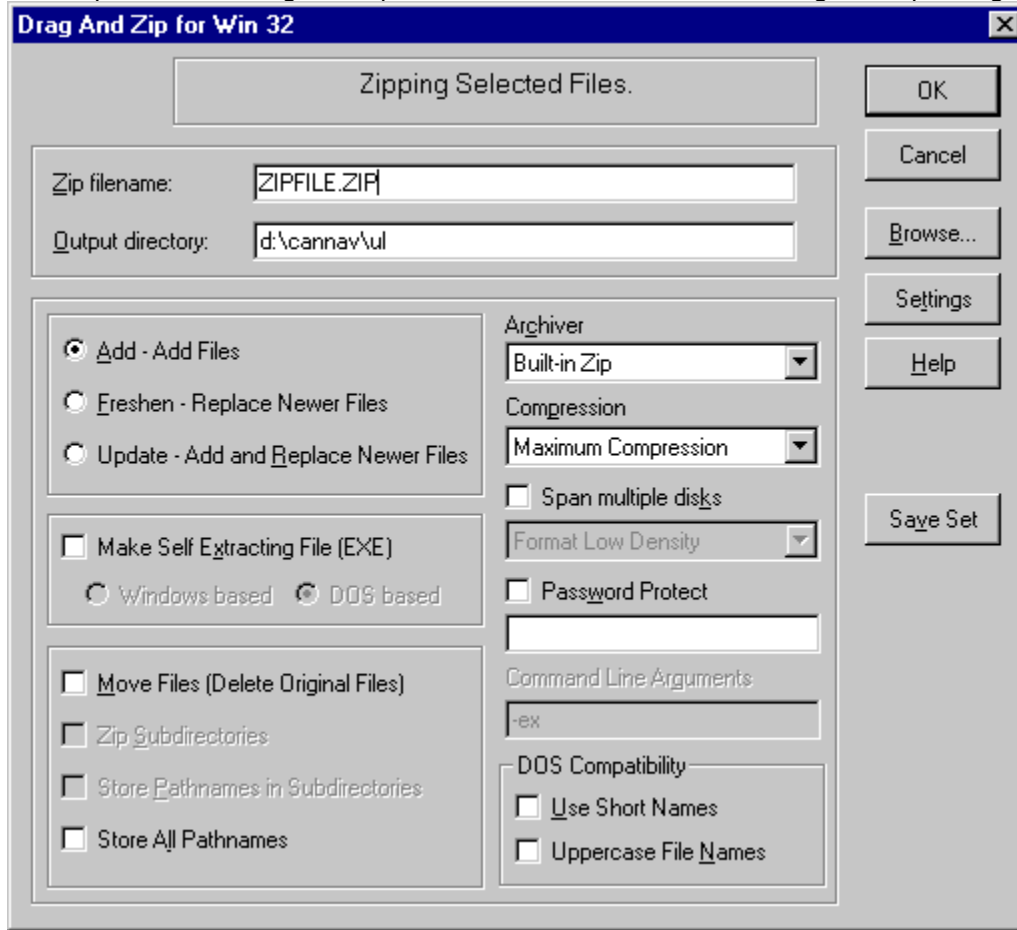 Drag And Zip for Win 32
Zipping Selected Files.
OK
Cancel
Zip filename: ZIPFILE.ZIP
Output directory: d:\cannav\ul
Browse...
Settings
Help
Save Set
Add - Add Files
Freshen - Replace Newer Files
Update - Add and Replace Newer Files
Make Self Extracting File (EXE)
Windows based DOS based
Move Files (Delete Original Files)
Zip Subdirectories
Store Pathnames in Subdirectories
Store All Pathnames
Archiver
Built-in Zip
Compression
Maximum Compression
Span multiple disks
Format Low Density
Password Protect
Command Line Arguments
-ex
DOS Compatibility
Use Short Names
Uppercase File Names